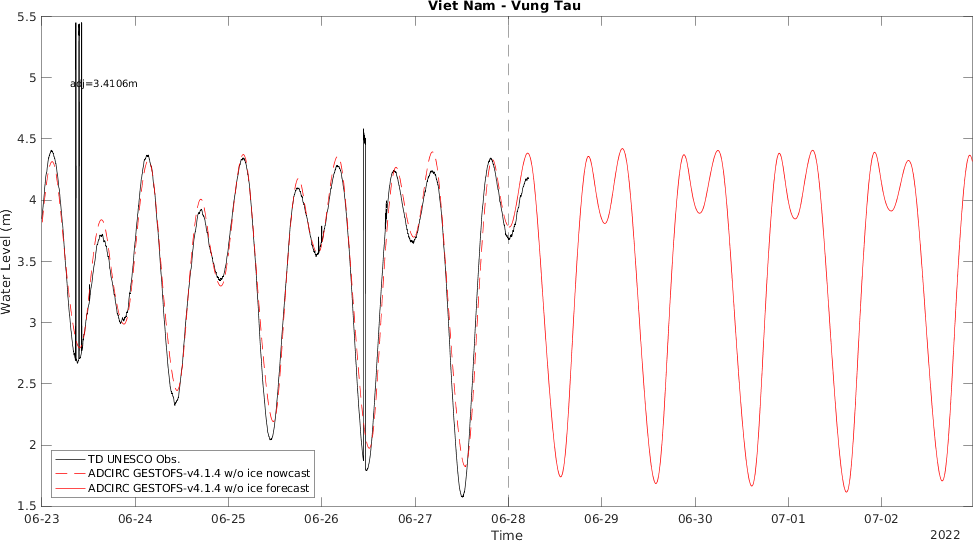 Viet Nam - Vung Tau
5.5
5
4.5
4
3.5
3
2.5
2
1.5
Water Level (m)
adj=3.4106m
TD UNESCO Obs.
ADCIRC GESTOFS-v4.1.4 w/o ice nowcast
ADCIRC GESTOFS-v4.1.4 w/o ice forecast
06-23 06-24 06-25 06-26 06-27 06-28 06-29 06-30 07-01 07-02
Time
2022